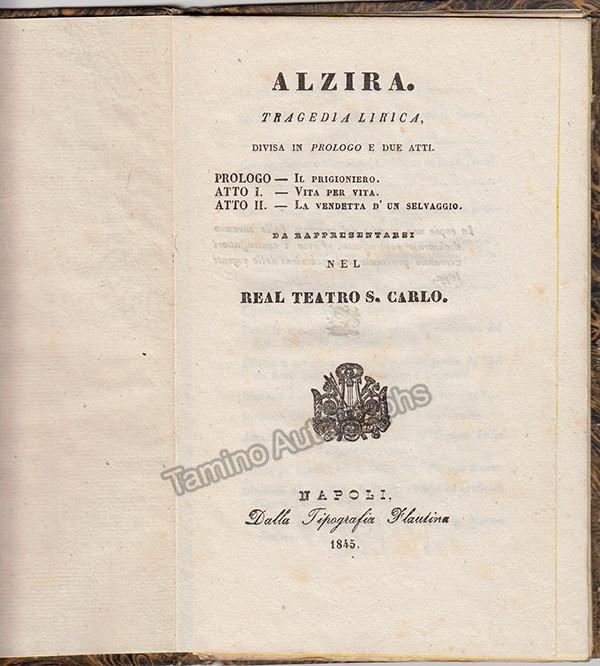 ALZIRA.
TRAGEDIA LIRICA,
DIVISA IN PROLOGO E DUE ATTI.
PROLOGO — IL PRIGIONIERO.
ATTO I. — VITA PER VITA.
ATTO II. — LA VENDETTA D' UN SELVAGGIO.
DA RAPPRESENTARSI
NEL
REAL TEATRO S. CARLO.
Tamino Autographs
NAPOLI.
Dalla Tipografia Flautina
1845.